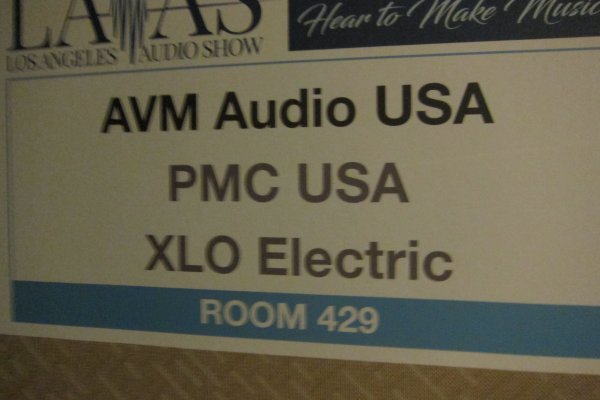 LAAS
LOS ANGELES AUDIO SHOW
Hear to Make Music
AVM Audio USA
PMC USA
XLO Electric
ROOM 429